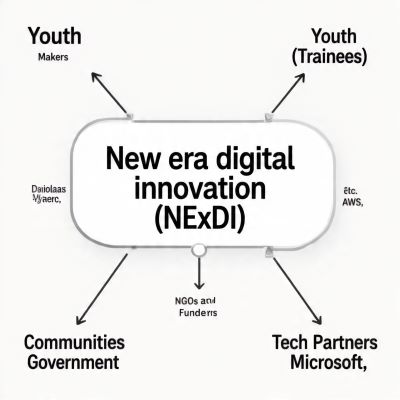 Youth
Makers
Youth
(Trainees)
New era digital
innovation
(NExDI)
etc.
AWS,
NGOs and
Funders
Communities
Government
Tech Partners
Microsoft,